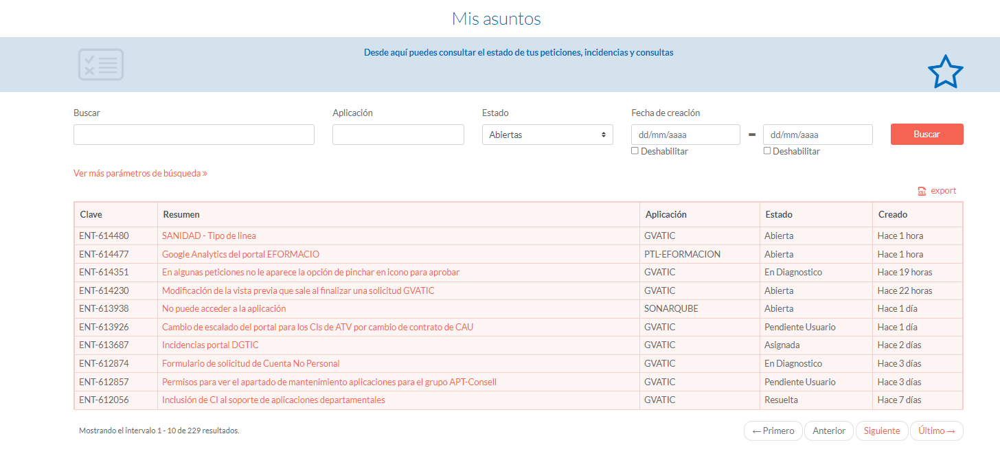 Mis asuntos
Desde aquí puedes consultar el estado de tus peticiones, incidencias y consultas
Buscar Aplicación Estado Fecha de creación
Abiertas dd/mm/aaaa dd/mm/aaaa Buscar
Deshabilitar Deshabilitar
Ver más parámetros de búsqueda »
export
Clave Resumen Aplicación Estado Creado
ENT-614480 SANIDAD - Tipo de linea GVATIC Abierta Hace 1 hora
ENT-614477 Google Analytics del portal EFORMACIO PTL-EFORMACION Abierta Hace 1 hora
ENT-614351 En algunas peticiones no le aparece la opción de pinchar en icono para aprobar GVATIC En Diagnostico Hace 19 horas
ENT-614230 Modificación de la vista previa que sale al finalizar una solicitud GVATIC GVATIC Abierta Hace 22 horas
ENT-613938 No puede acceder a la aplicación SONARQUBE Abierta Hace 1 día
ENT-613926 Cambio de escalado del portal para los CIs de ATV por cambio de contrato de CAU GVATIC Pendiente Usuario Hace 1 día
ENT-613687 Incidencias portal DGTIC GVATIC Asignada Hace 2 días
ENT-612874 Formulario de solicitud de Cuenta No Personal GVATIC En Diagnostico Hace 3 días
ENT-612857 Permisos para ver el apartado de mantenimiento aplicaciones para el grupo APT-Consell GVATIC Pendiente Usuario Hace 3 días
ENT-612056 Inclusión de CI al soporte de aplicaciones departamentales GVATIC Resuelta Hace 7 días
Mostrando el intervalo 1 - 10 de 229 resultados. ← Primero Anterior Siguiente Último →